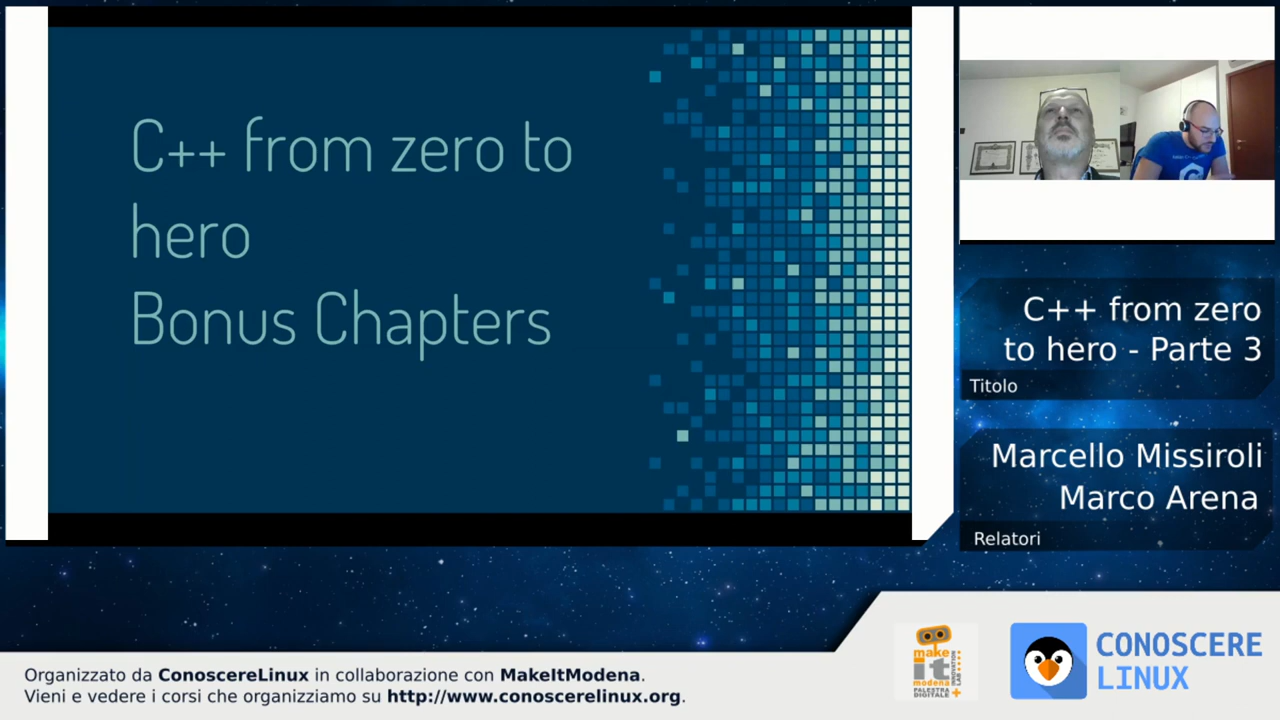 C++ from zero to
hero
Bonus Chapters
C++ from zero
to hero - Parte 3
Titolo
Marcello Missiroli
Marco Arena
Relatori
Organizzato da ConoscereLinux in collaborazione con MakeItModena.
Vieni e vedere i corsi che organizziamo su http://www.conoscerelinux.org.
make
it
modena
PALESTRA
DIGITALE
CONOSCERE
LINUX